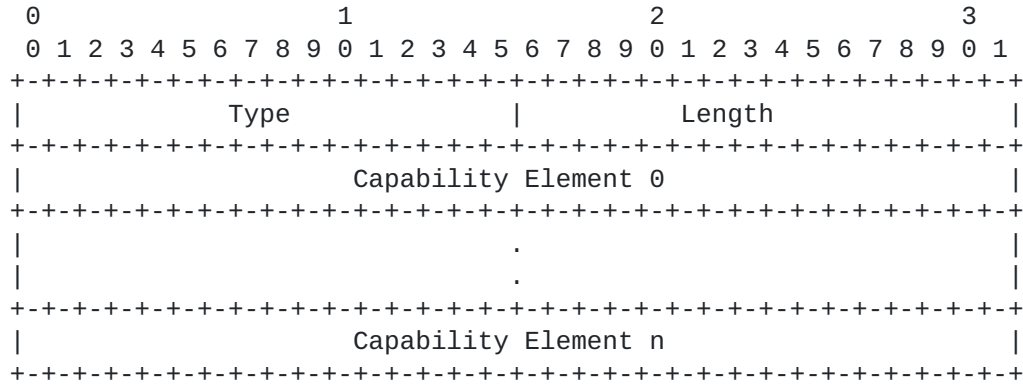 0                   1                   2                   3
 0 1 2 3 4 5 6 7 8 9 0 1 2 3 4 5 6 7 8 9 0 1 2 3 4 5 6 7 8 9 0 1
+-+-+-+-+-+-+-+-+-+-+-+-+-+-+-+-+-+-+-+-+-+-+-+-+-+-+-+-+-+-+-+-+
|             Type              |          Length               |
+-+-+-+-+-+-+-+-+-+-+-+-+-+-+-+-+-+-+-+-+-+-+-+-+-+-+-+-+-+-+-+-+
|                     Capability Element 0                      |
+-+-+-+-+-+-+-+-+-+-+-+-+-+-+-+-+-+-+-+-+-+-+-+-+-+-+-+-+-+-+-+-+
|                               .                               |
|                               .                               |
+-+-+-+-+-+-+-+-+-+-+-+-+-+-+-+-+-+-+-+-+-+-+-+-+-+-+-+-+-+-+-+-+
|                     Capability Element n                      |
+-+-+-+-+-+-+-+-+-+-+-+-+-+-+-+-+-+-+-+-+-+-+-+-+-+-+-+-+-+-+-+-+